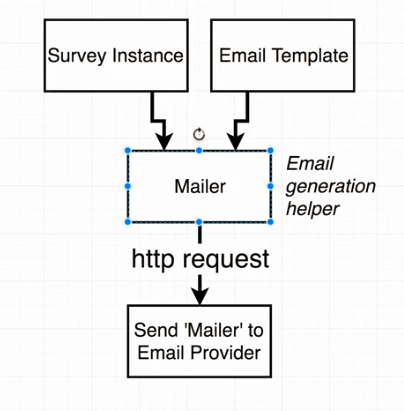 Survey Instance
Email Template
Mailer
Email
generation
helper
http request
Send 'Mailer' to
Email Provider